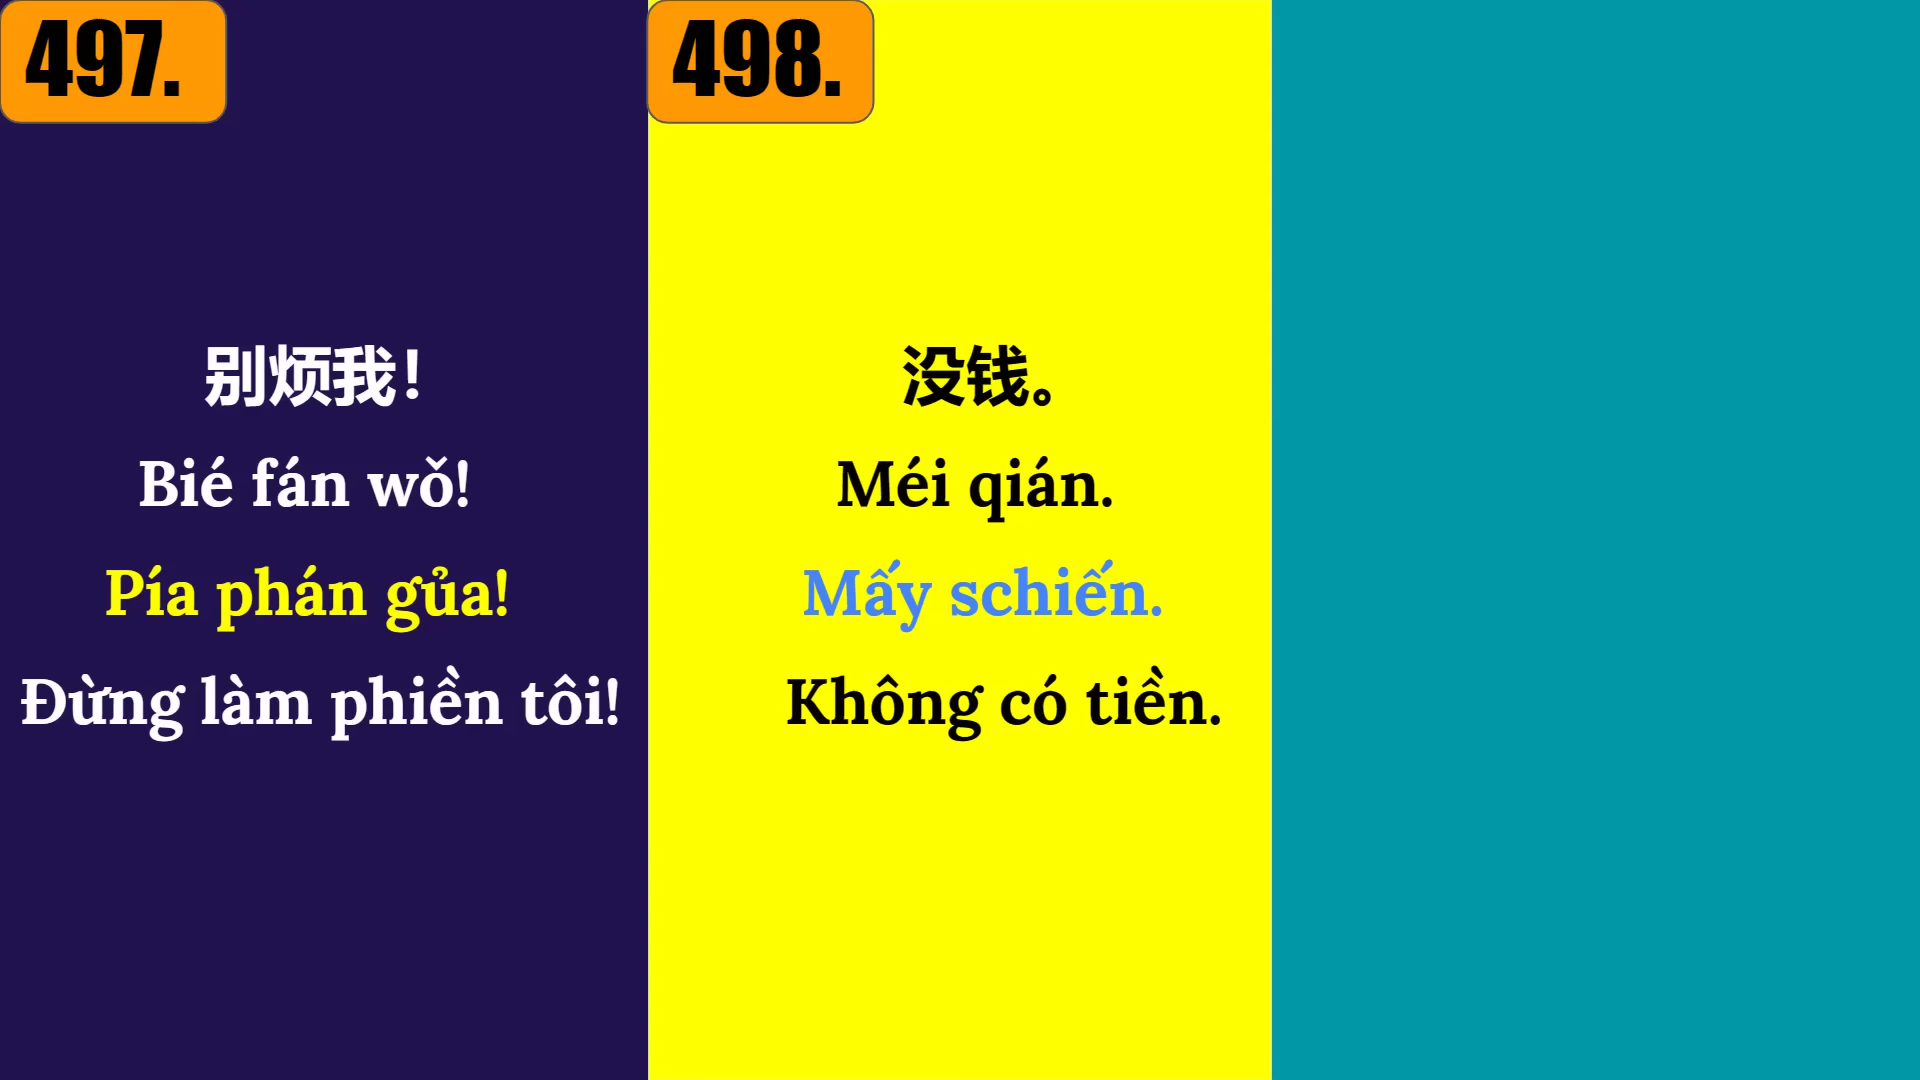 497.
别烦我！
Bié fán wǒ!
Pía phán gủa!
Đừng làm phiền tôi!
498.
没钱。
Méi qián.
Mấy schiến.
Không có tiền.